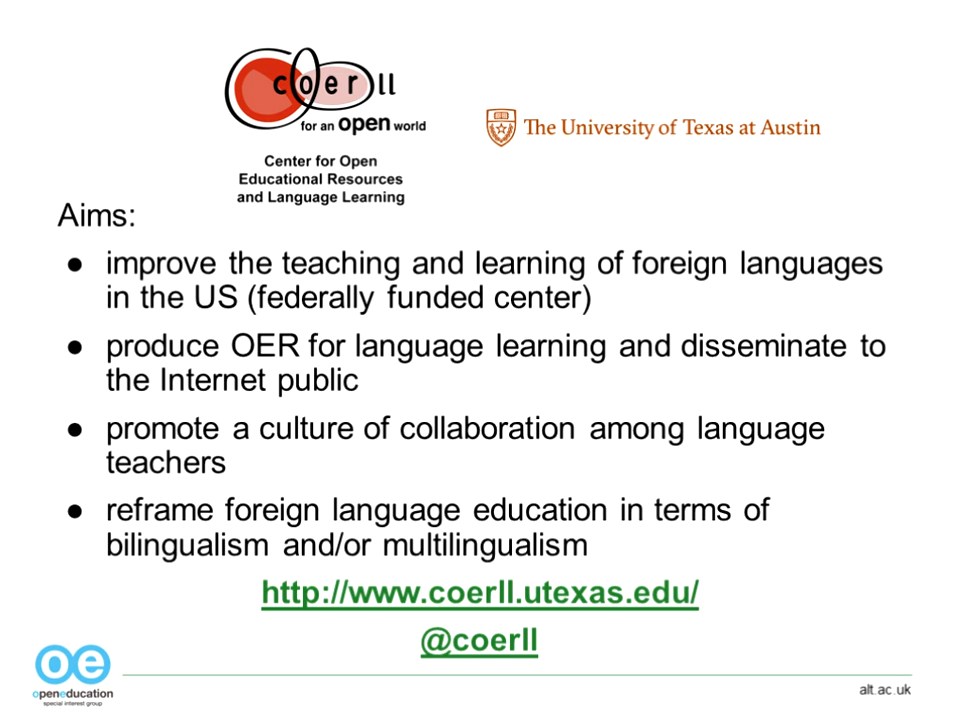 coerll
for an open world
The University of Texas at Austin
Center for Open
Educational Resources
and Language Learning
Aims:
● improve the teaching and learning of foreign languages
in the US (federally funded center)
● produce OER for language learning and disseminate to
the Internet public
● promote a culture of collaboration among language
teachers
● reframe foreign language education in terms of
bilingualism and/or multilingualism
http://www.coerll.utexas.edu/
@coerll
oe
openeducation
special interest group
alt.ac.uk